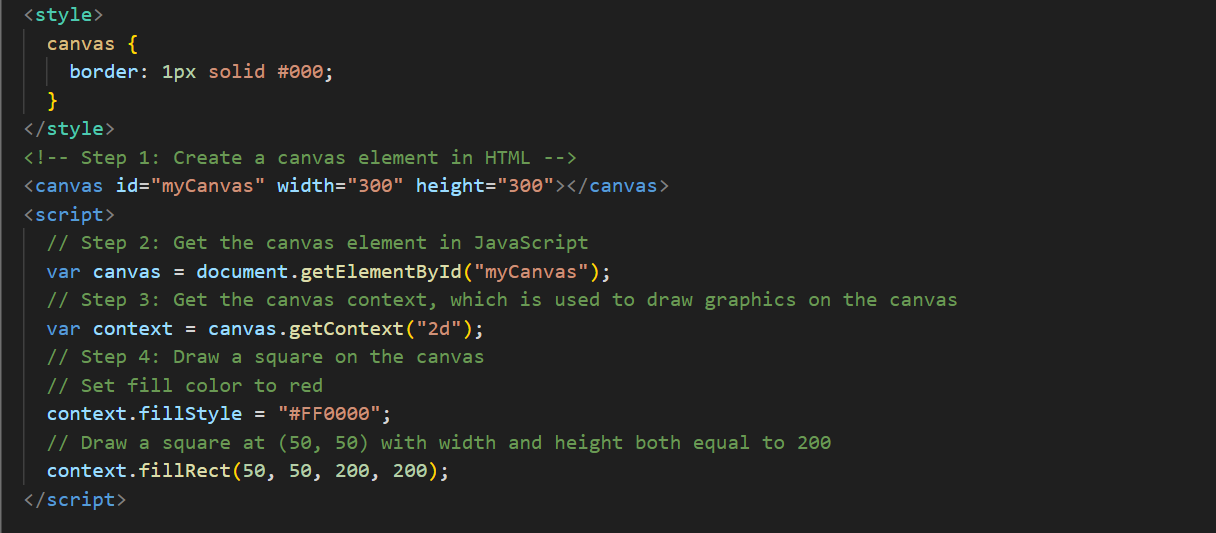 <style>
  canvas {
    border: 1px solid #000;
  }
</style>
<!-- Step 1: Create a canvas element in HTML -->
<canvas id="myCanvas" width="300" height="300"></canvas>
<script>
  // Step 2: Get the canvas element in JavaScript
  var canvas = document.getElementById("myCanvas");
  // Step 3: Get the canvas context, which is used to draw graphics on the canvas
  var context = canvas.getContext("2d");
  // Step 4: Draw a square on the canvas
  // Set fill color to red
  context.fillStyle = "#FF0000";
  // Draw a square at (50, 50) with width and height both equal to 200
  context.fillRect(50, 50, 200, 200);
</script>